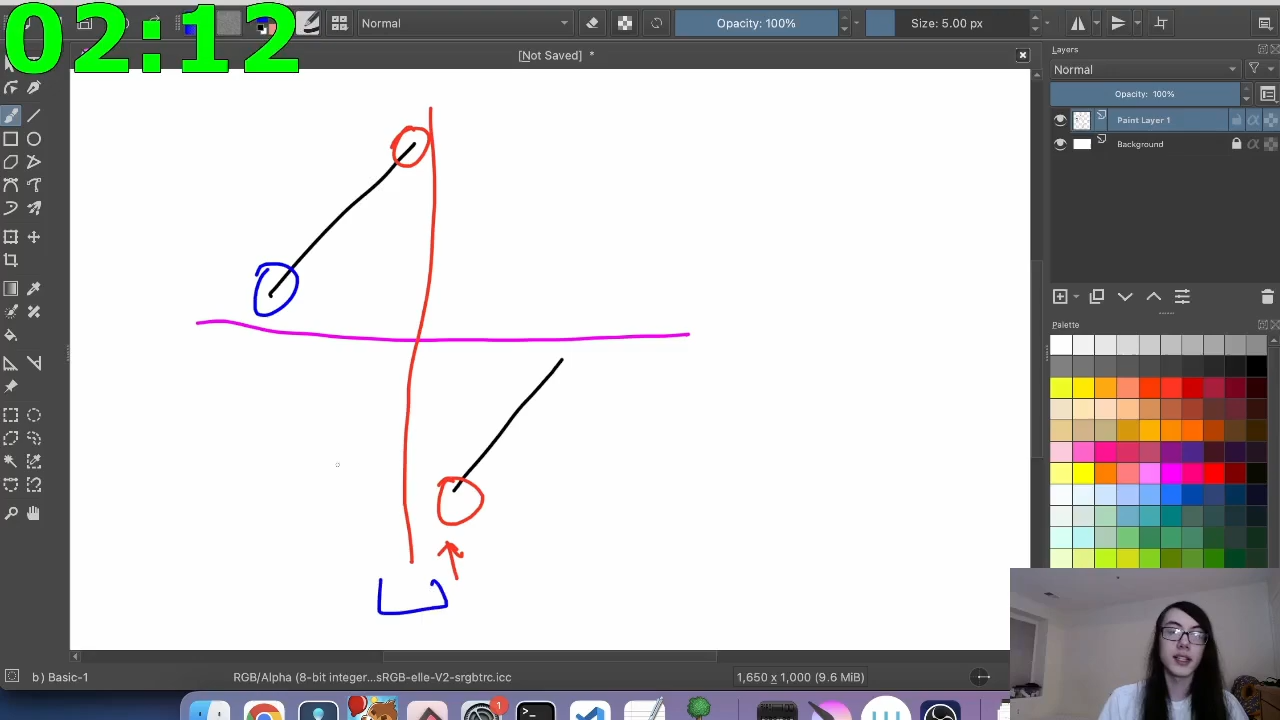 02:12
Normal
Opacity: 100%
Size: 5.00 px
[Not Saved] *
Layers
Normal
Opacity: 100%
Paint Layer 1
Background
Palette
b) Basic-1
RGB/Alpha (8-bit integer...sRGB-elle-V2-srgbtrc.icc
1,650 x 1,000 (9.6 MiB)
1